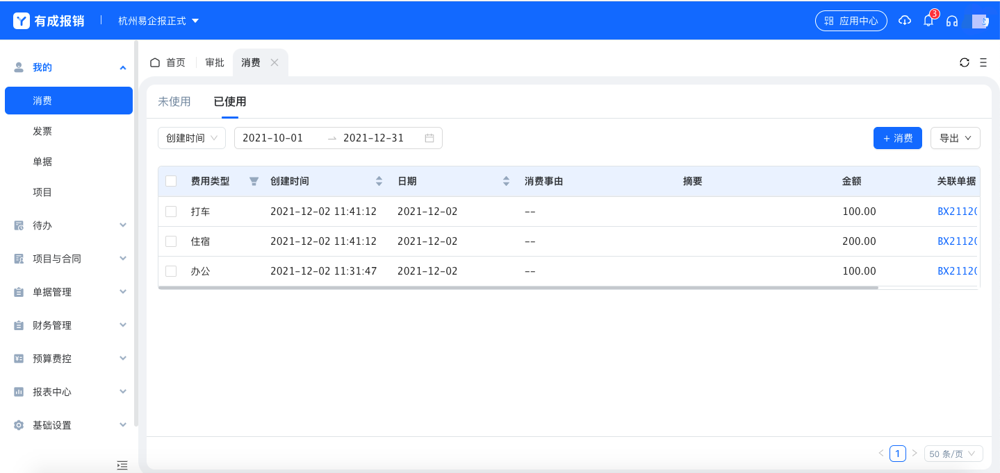 有成报销 杭州易企报正式 应用中心 3
我的
消费
发票
单据
项目
待办
项目与合同
单据管理
财务管理
预算费控
报表中心
基础设置
首页 审批 消费
未使用 已使用
创建时间 2021-10-01 → 2021-12-31 + 消费 导出
费用类型 创建时间 日期 消费事由 摘要 金额 关联单据
打车 2021-12-02 11:41:12 2021-12-02 -- 100.00 BX21120
住宿 2021-12-02 11:41:12 2021-12-02 -- 200.00 BX21120
办公 2021-12-02 11:31:47 2021-12-02 -- 100.00 BX21120
1 50 条/页